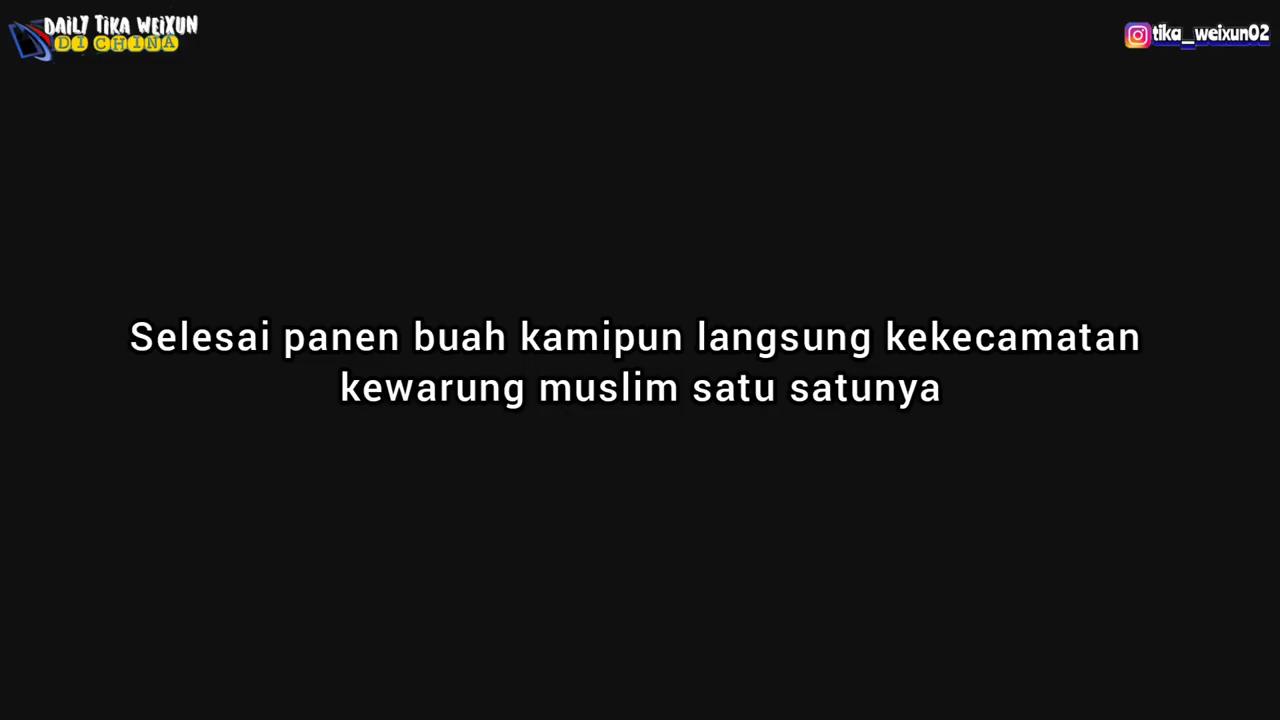 DAILY TIKA WEIXUN
DI CHINA
tika_weixun02
Selesai panen buah kamipun langsung kekecamatan
kewarung muslim satu satunya